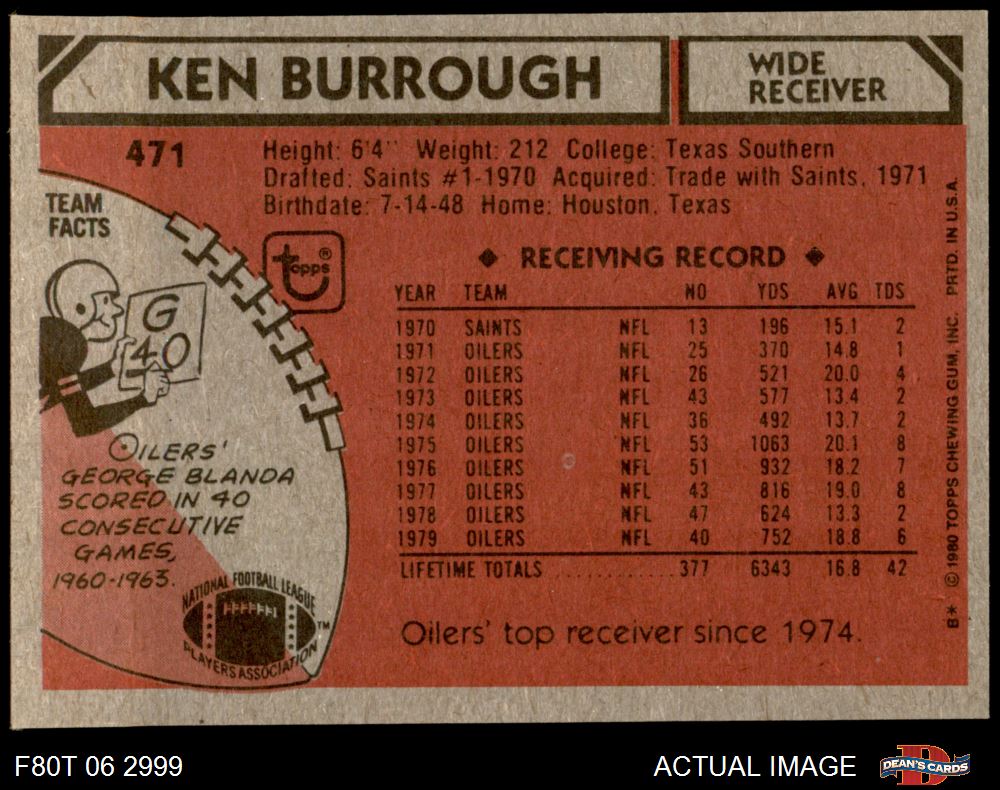 KEN BURROUGH
WIDE
RECEIVER
471
Height: 6'4" Weight: 212 College: Texas Southern
Drafted: Saints #1-1970 Acquired: Trade with Saints, 1971
Birthdate: 7-14-48 Home: Houston, Texas
TEAM
FACTS
G
40
OILERS'
GEORGE BLANDA
SCORED IN 40
CONSECUTIVE
GAMES,
1960-1963.
topps®
NATIONAL FOOTBALL LEAGUE
PLAYERS ASSOCIATION
TM
◆ RECEIVING RECORD ◆
YEAR TEAM NO YDS AVG TDS
1970 SAINTS NFL 13 196 15.1 2
1971 OILERS NFL 25 370 14.8 1
1972 OILERS NFL 26 521 20.0 4
1973 OILERS NFL 43 577 13.4 2
1974 OILERS NFL 36 492 13.7 2
1975 OILERS NFL 53 1063 20.1 8
1976 OILERS NFL 51 932 18.2 7
1977 OILERS NFL 43 816 19.0 8
1978 OILERS NFL 47 624 13.3 2
1979 OILERS NFL 40 752 18.8 6
LIFETIME TOTALS ............ 377 6343 16.8 42
Oilers' top receiver since 1974.
B* © 1980 TOPPS CHEWING GUM, INC. PRTD. IN U.S.A.
F80T 06 2999
ACTUAL IMAGE
DEAN'S CARDS